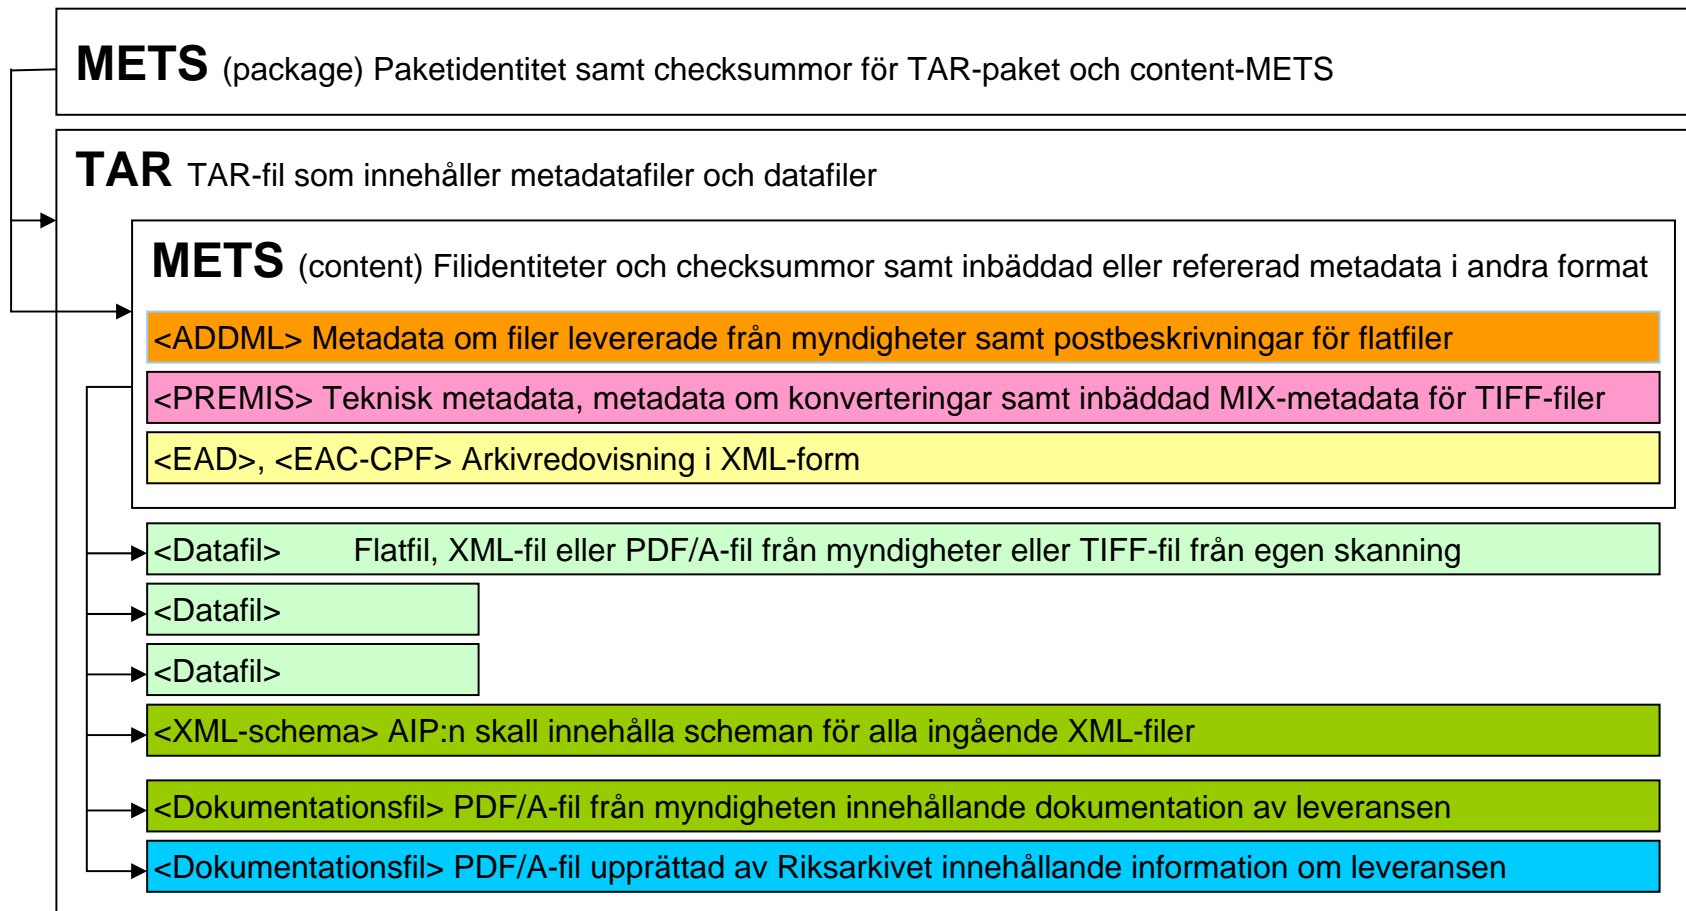 METS (package) Paketidentitet samt checksummor för TAR-paket och content-METS
TAR TAR-fil som innehåller metadatafiler och datafiler
METS (content) Filidentiteter och checksummor samt inbäddad eller refererad metadata i andra format
<ADDML> Metadata om filer levererade från myndigheter samt postbeskrivningar för flatfiler
<PREMIS> Teknisk metadata, metadata om konverteringar samt inbäddad MIX-metadata för TIFF-filer
<EAD>, <EAC-CPF> Arkivredovisning i XML-form
<Datafil> Flatfil, XML-fil eller PDF/A-fil från myndigheter eller TIFF-fil från egen skanning
<Datafil>
<Datafil>
<XML-schema> AIP:n skall innehålla scheman för alla ingående XML-filer
<Dokumentationsfil> PDF/A-fil från myndigheten innehållande dokumentation av leveransen
<Dokumentationsfil> PDF/A-fil upprättad av Riksarkivet innehållande information om leveransen